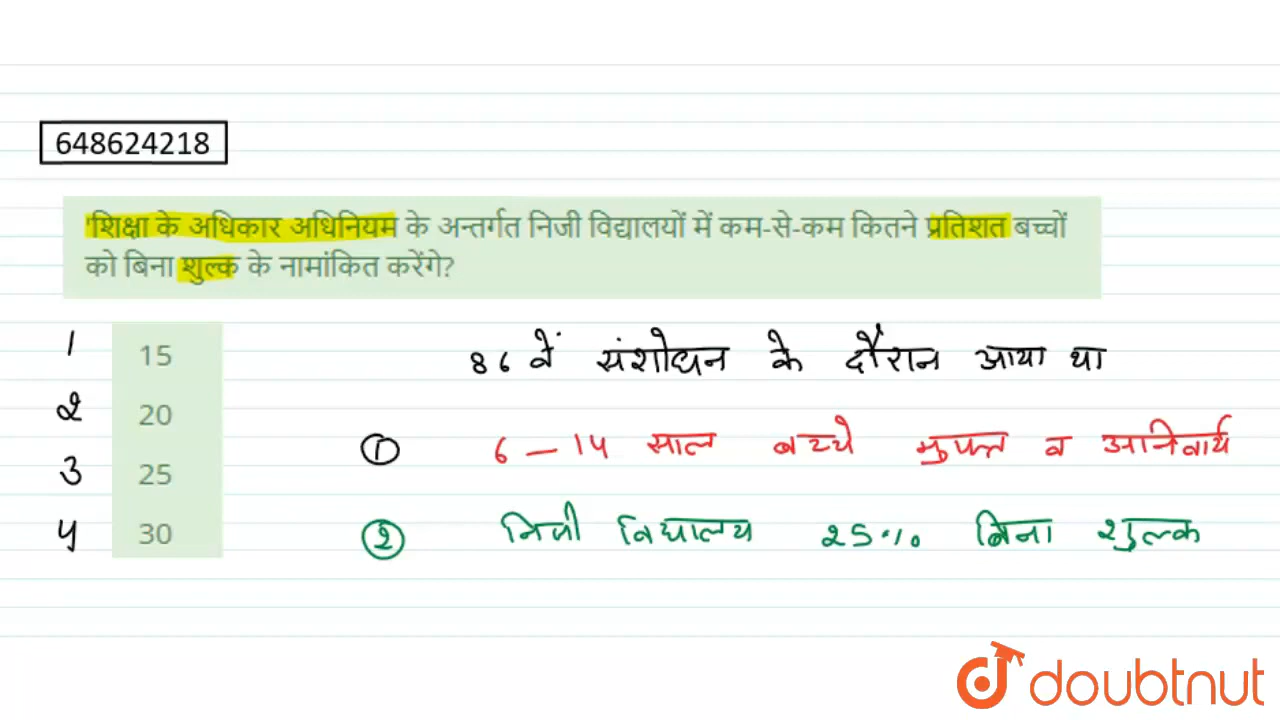 648624218
'शिक्षा के अधिकार अधिनियम के अन्तर्गत निजी विद्यालयों में कम-से-कम कितने प्रतिशत बच्चों
को बिना शुल्क के नामांकित करेंगे?
1 15
2 20
3 25
4 30
86 वें संशोधन के दौरान आया था
① 6 – 14 साल बच्चे मुफ्त व अनिवार्य
② निजी विद्यालय 25% बिना शुल्क
doubtnut